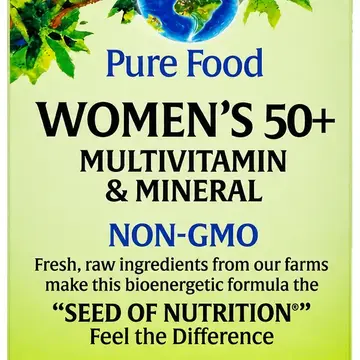 Pure Food
WOMEN'S 50+
MULTIVITAMIN
& MINERAL
NON-GMO
Fresh, raw ingredients from our farms
make this bioenergetic formula the
“SEED OF NUTRITION®”
Feel the Difference